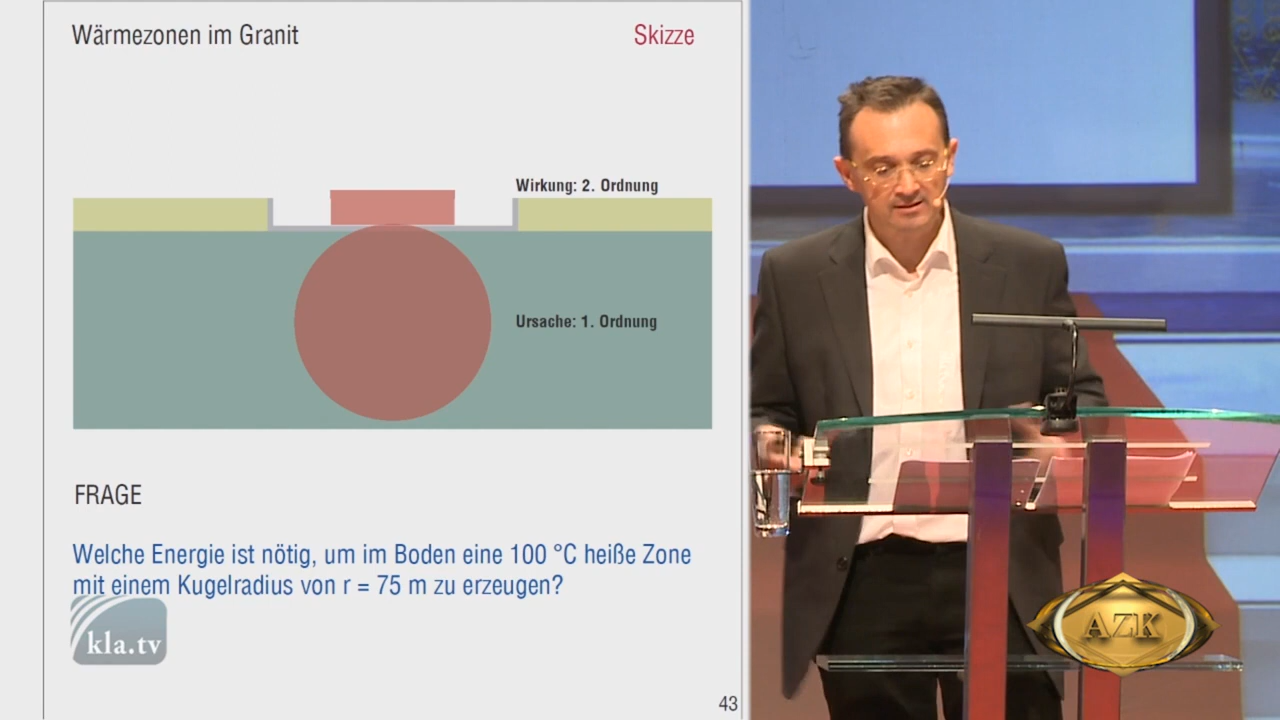 Wärmezonen im Granit
Skizze
Wirkung: 2. Ordnung
Ursache: 1. Ordnung
FRAGE
Welche Energie ist nötig, um im Boden eine 100 °C heiße Zone
mit einem Kugelradius von r = 75 m zu erzeugen?
kla.tv
43
AZK